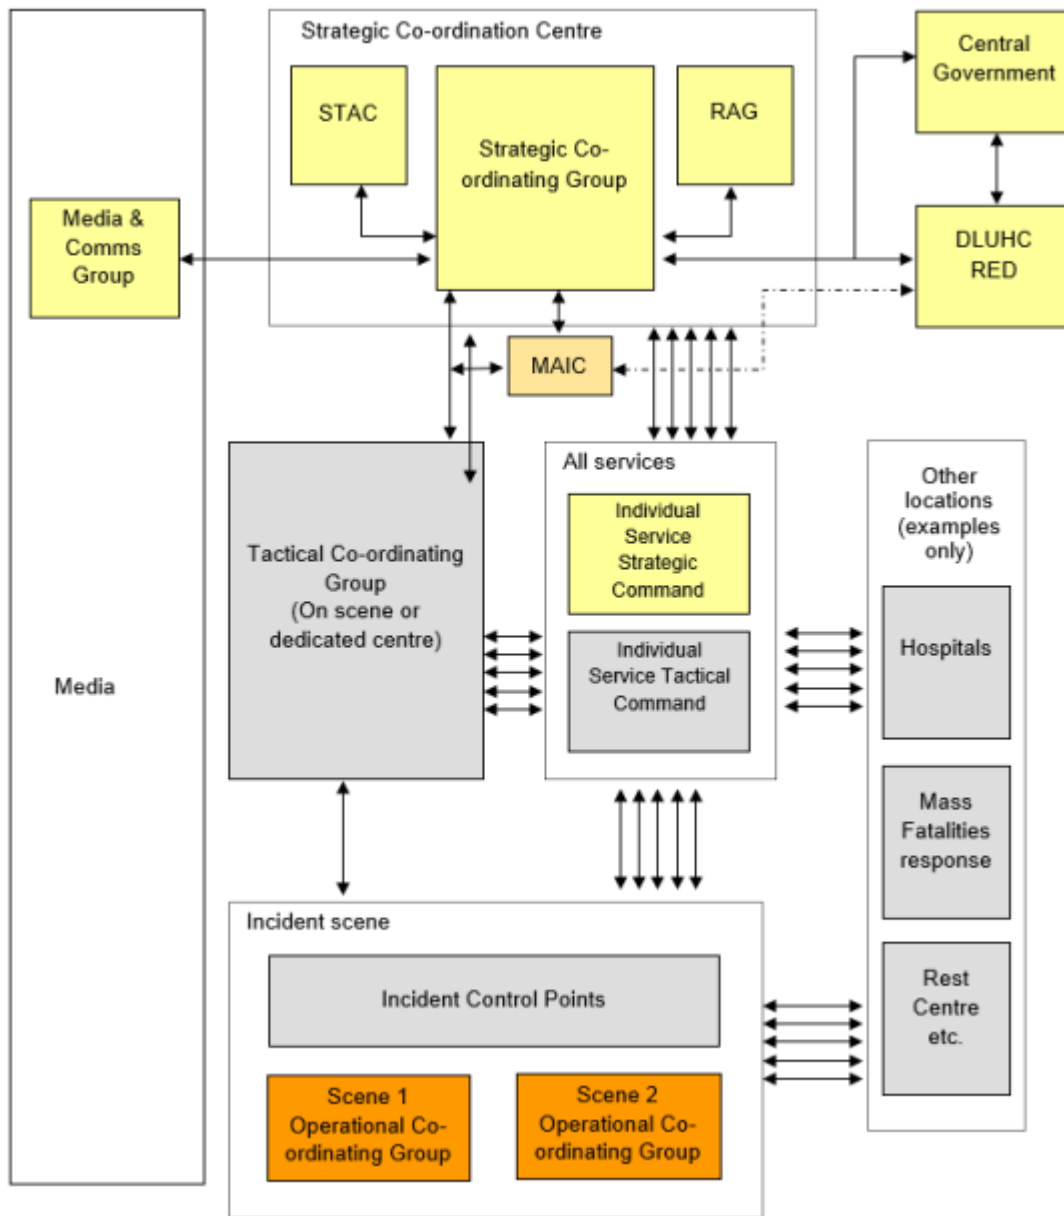 Strategic Co-ordination Centre
STAC
Strategic Co-
ordinating Group
RAG
Central
Government
Media &
Comms
Group
DLUHC
RED
MAIC
Tactical Co-ordinating
Group
(On scene or
dedicated centre)
All services
Individual
Service
Strategic
Command
Individual
Service Tactical
Command
Other
locations
(examples
only)
Hospitals
Mass
Fatalities
response
Rest
Centre
etc.
Media
Incident scene
Incident Control Points
Scene 1
Operational Co-
ordinating Group
Scene 2
Operational Co-
ordinating Group